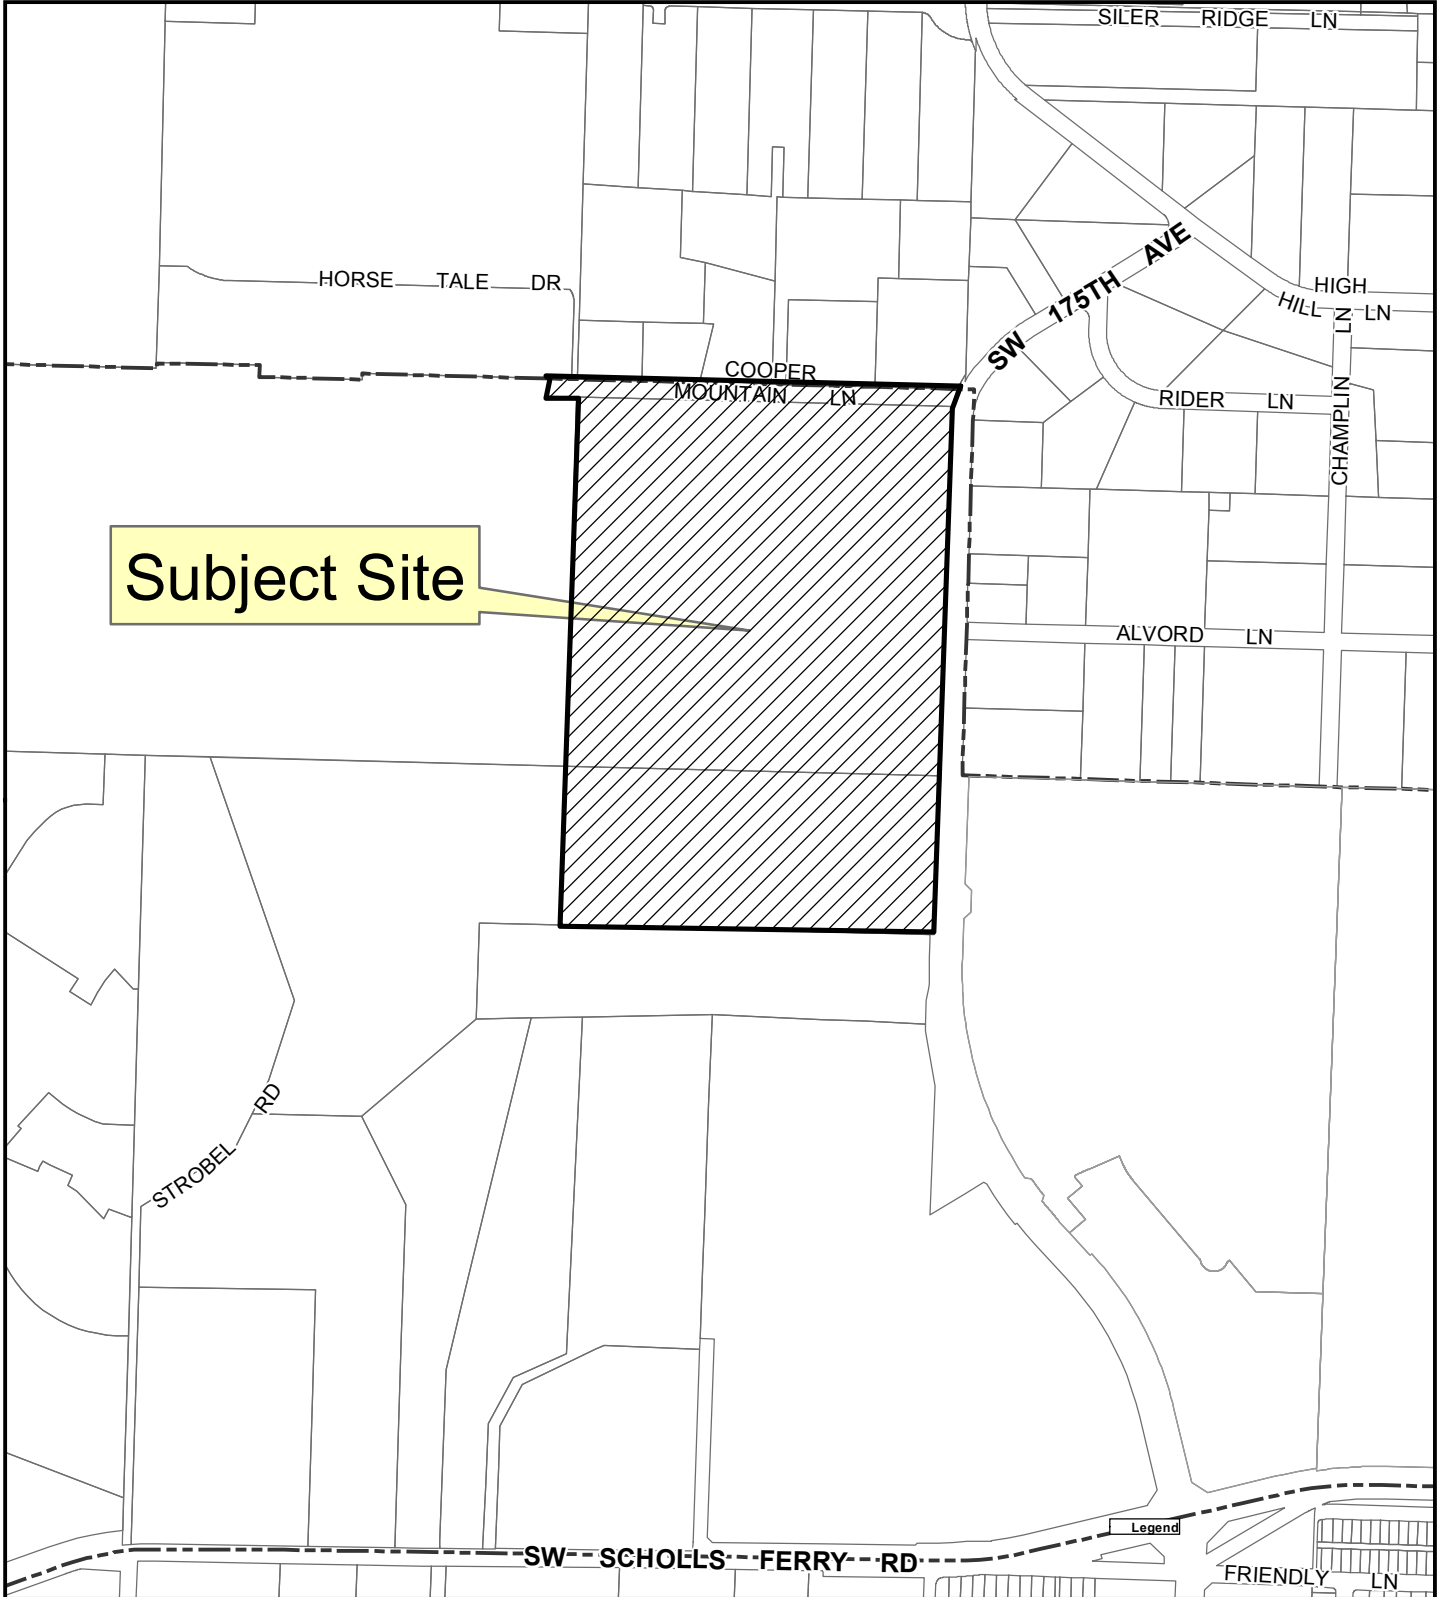 SILER RIDGE LN
SW 175TH AVE
HORSE TALE DR
HIGH
HILL LN
COOPER
MOUNTAIN LN
RIDER LN
CHAMPLIN LN
Subject Site
ALVORD LN
STROBEL RD
Legend
SW SCHOLLS FERRY RD
FRIENDLY LN